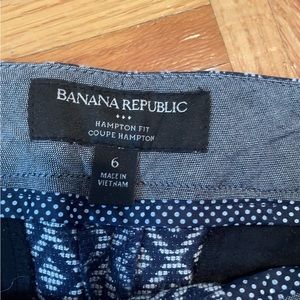 BANANA REPUBLIC
HAMPTON FIT
COUPE HAMPTON
6
MADE IN
VIETNAM